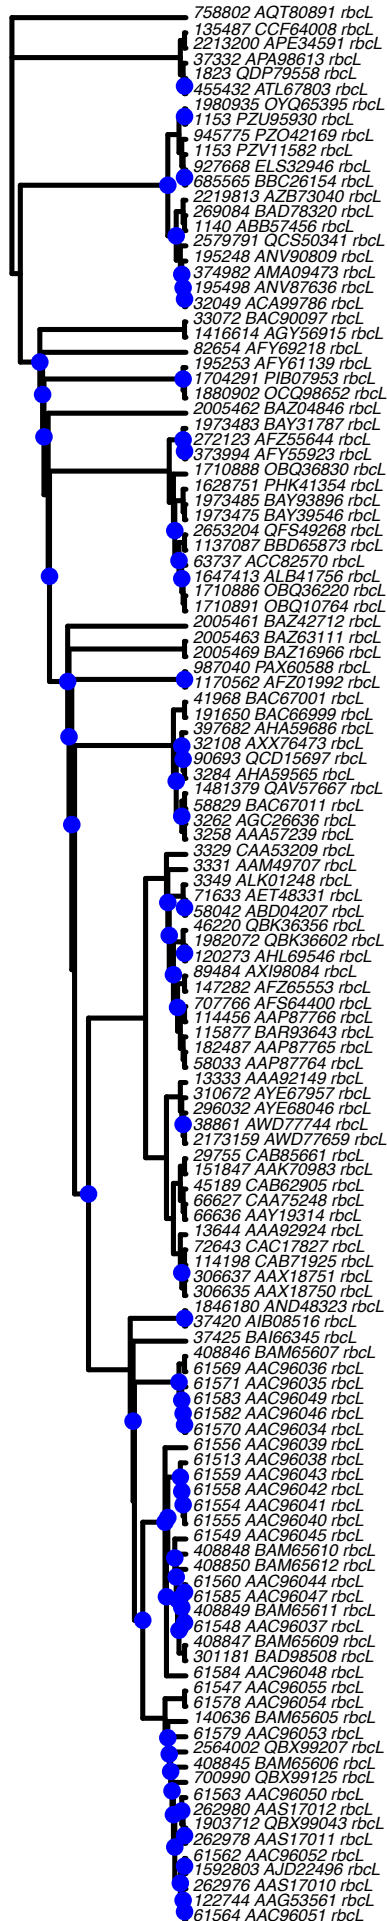 758802 AQT80891 rbcL
135487 CCF64008 rbcL
2213200 APE34591 rbcL
37332 APA98613 rbcL
1823 QDP79558 rbcL
455432 ATL67803 rbcL
1980935 OYQ65395 rbcL
1153 PZU95930 rbcL
945775 PZO42169 rbcL
1153 PZV11582 rbcL
927668 ELS32946 rbcL
685565 BBC26154 rbcL
2219813 AZB73040 rbcL
269084 BAD78320 rbcL
1140 ABB57456 rbcL
2579791 QCS50341 rbcL
195248 ANV90809 rbcL
374982 AMA09473 rbcL
195498 ANV87636 rbcL
32049 ACA99786 rbcL
33072 BAC90097 rbcL
1416614 AGY56915 rbcL
82654 AFY69218 rbcL
195253 AFY61139 rbcL
1704291 PIB07953 rbcL
1880902 OCQ98652 rbcL
2005462 BAZ04846 rbcL
1973483 BAY31787 rbcL
272123 AFZ55644 rbcL
373994 AFY55923 rbcL
1710888 OBQ36830 rbcL
1628751 PHK41354 rbcL
1973485 BAY93896 rbcL
1973475 BAY39546 rbcL
2653204 QFS49268 rbcL
1137087 BBD65873 rbcL
63737 ACC82570 rbcL
1647413 ALB41756 rbcL
1710886 OBQ36220 rbcL
1710891 OBQ10764 rbcL
2005461 BAZ42712 rbcL
2005463 BAZ63111 rbcL
2005469 BAZ16966 rbcL
987040 PAX60588 rbcL
1170562 AFZ01992 rbcL
41968 BAC67001 rbcL
191650 BAC66999 rbcL
397682 AHA59686 rbcL
32108 AXX76473 rbcL
90693 QCD15697 rbcL
3284 AHA59565 rbcL
1481379 QAV57667 rbcL
58829 BAC67011 rbcL
3262 AGC26636 rbcL
3258 AAA57239 rbcL
3329 CAA53209 rbcL
3331 AAM49707 rbcL
3349 ALK01248 rbcL
71633 AET48331 rbcL
58042 ABD04207 rbcL
46220 QBK36356 rbcL
1982072 QBK36602 rbcL
120273 AHL69546 rbcL
89484 AXI98084 rbcL
147282 AFZ65553 rbcL
707766 AFS64400 rbcL
114456 AAP87766 rbcL
115877 BAR93643 rbcL
182487 AAP87765 rbcL
58033 AAP87764 rbcL
13333 AAA92149 rbcL
310672 AYE67957 rbcL
296032 AYE68046 rbcL
38861 AWD77744 rbcL
2173159 AWD77659 rbcL
29755 CAB85661 rbcL
151847 AAK70983 rbcL
45189 CAB62905 rbcL
66627 CAA75248 rbcL
66636 AAY19314 rbcL
13644 AAA92924 rbcL
72643 CAC17827 rbcL
114198 CAB71925 rbcL
306637 AAX18751 rbcL
306635 AAX18750 rbcL
1846180 AND48323 rbcL
37420 AIB08516 rbcL
37425 BAI66345 rbcL
408846 BAM65607 rbcL
61569 AAC96036 rbcL
61571 AAC96035 rbcL
61583 AAC96049 rbcL
61582 AAC96046 rbcL
61570 AAC96034 rbcL
61556 AAC96039 rbcL
61513 AAC96038 rbcL
61559 AAC96043 rbcL
61558 AAC96042 rbcL
61554 AAC96041 rbcL
61555 AAC96040 rbcL
61549 AAC96045 rbcL
408848 BAM65610 rbcL
408850 BAM65612 rbcL
61560 AAC96044 rbcL
61585 AAC96047 rbcL
408849 BAM65611 rbcL
61548 AAC96037 rbcL
408847 BAM65609 rbcL
301181 BAD98508 rbcL
61584 AAC96048 rbcL
61547 AAC96055 rbcL
61578 AAC96054 rbcL
140636 BAM65605 rbcL
61579 AAC96053 rbcL
2564002 QBX99207 rbcL
408845 BAM65606 rbcL
700990 QBX99125 rbcL
61563 AAC96050 rbcL
262980 AAS17012 rbcL
1903712 QBX99043 rbcL
262978 AAS17011 rbcL
61562 AAC96052 rbcL
1592803 AJD22496 rbcL
262976 AAS17010 rbcL
122744 AAG53561 rbcL
61564 AAC96051 rbcL